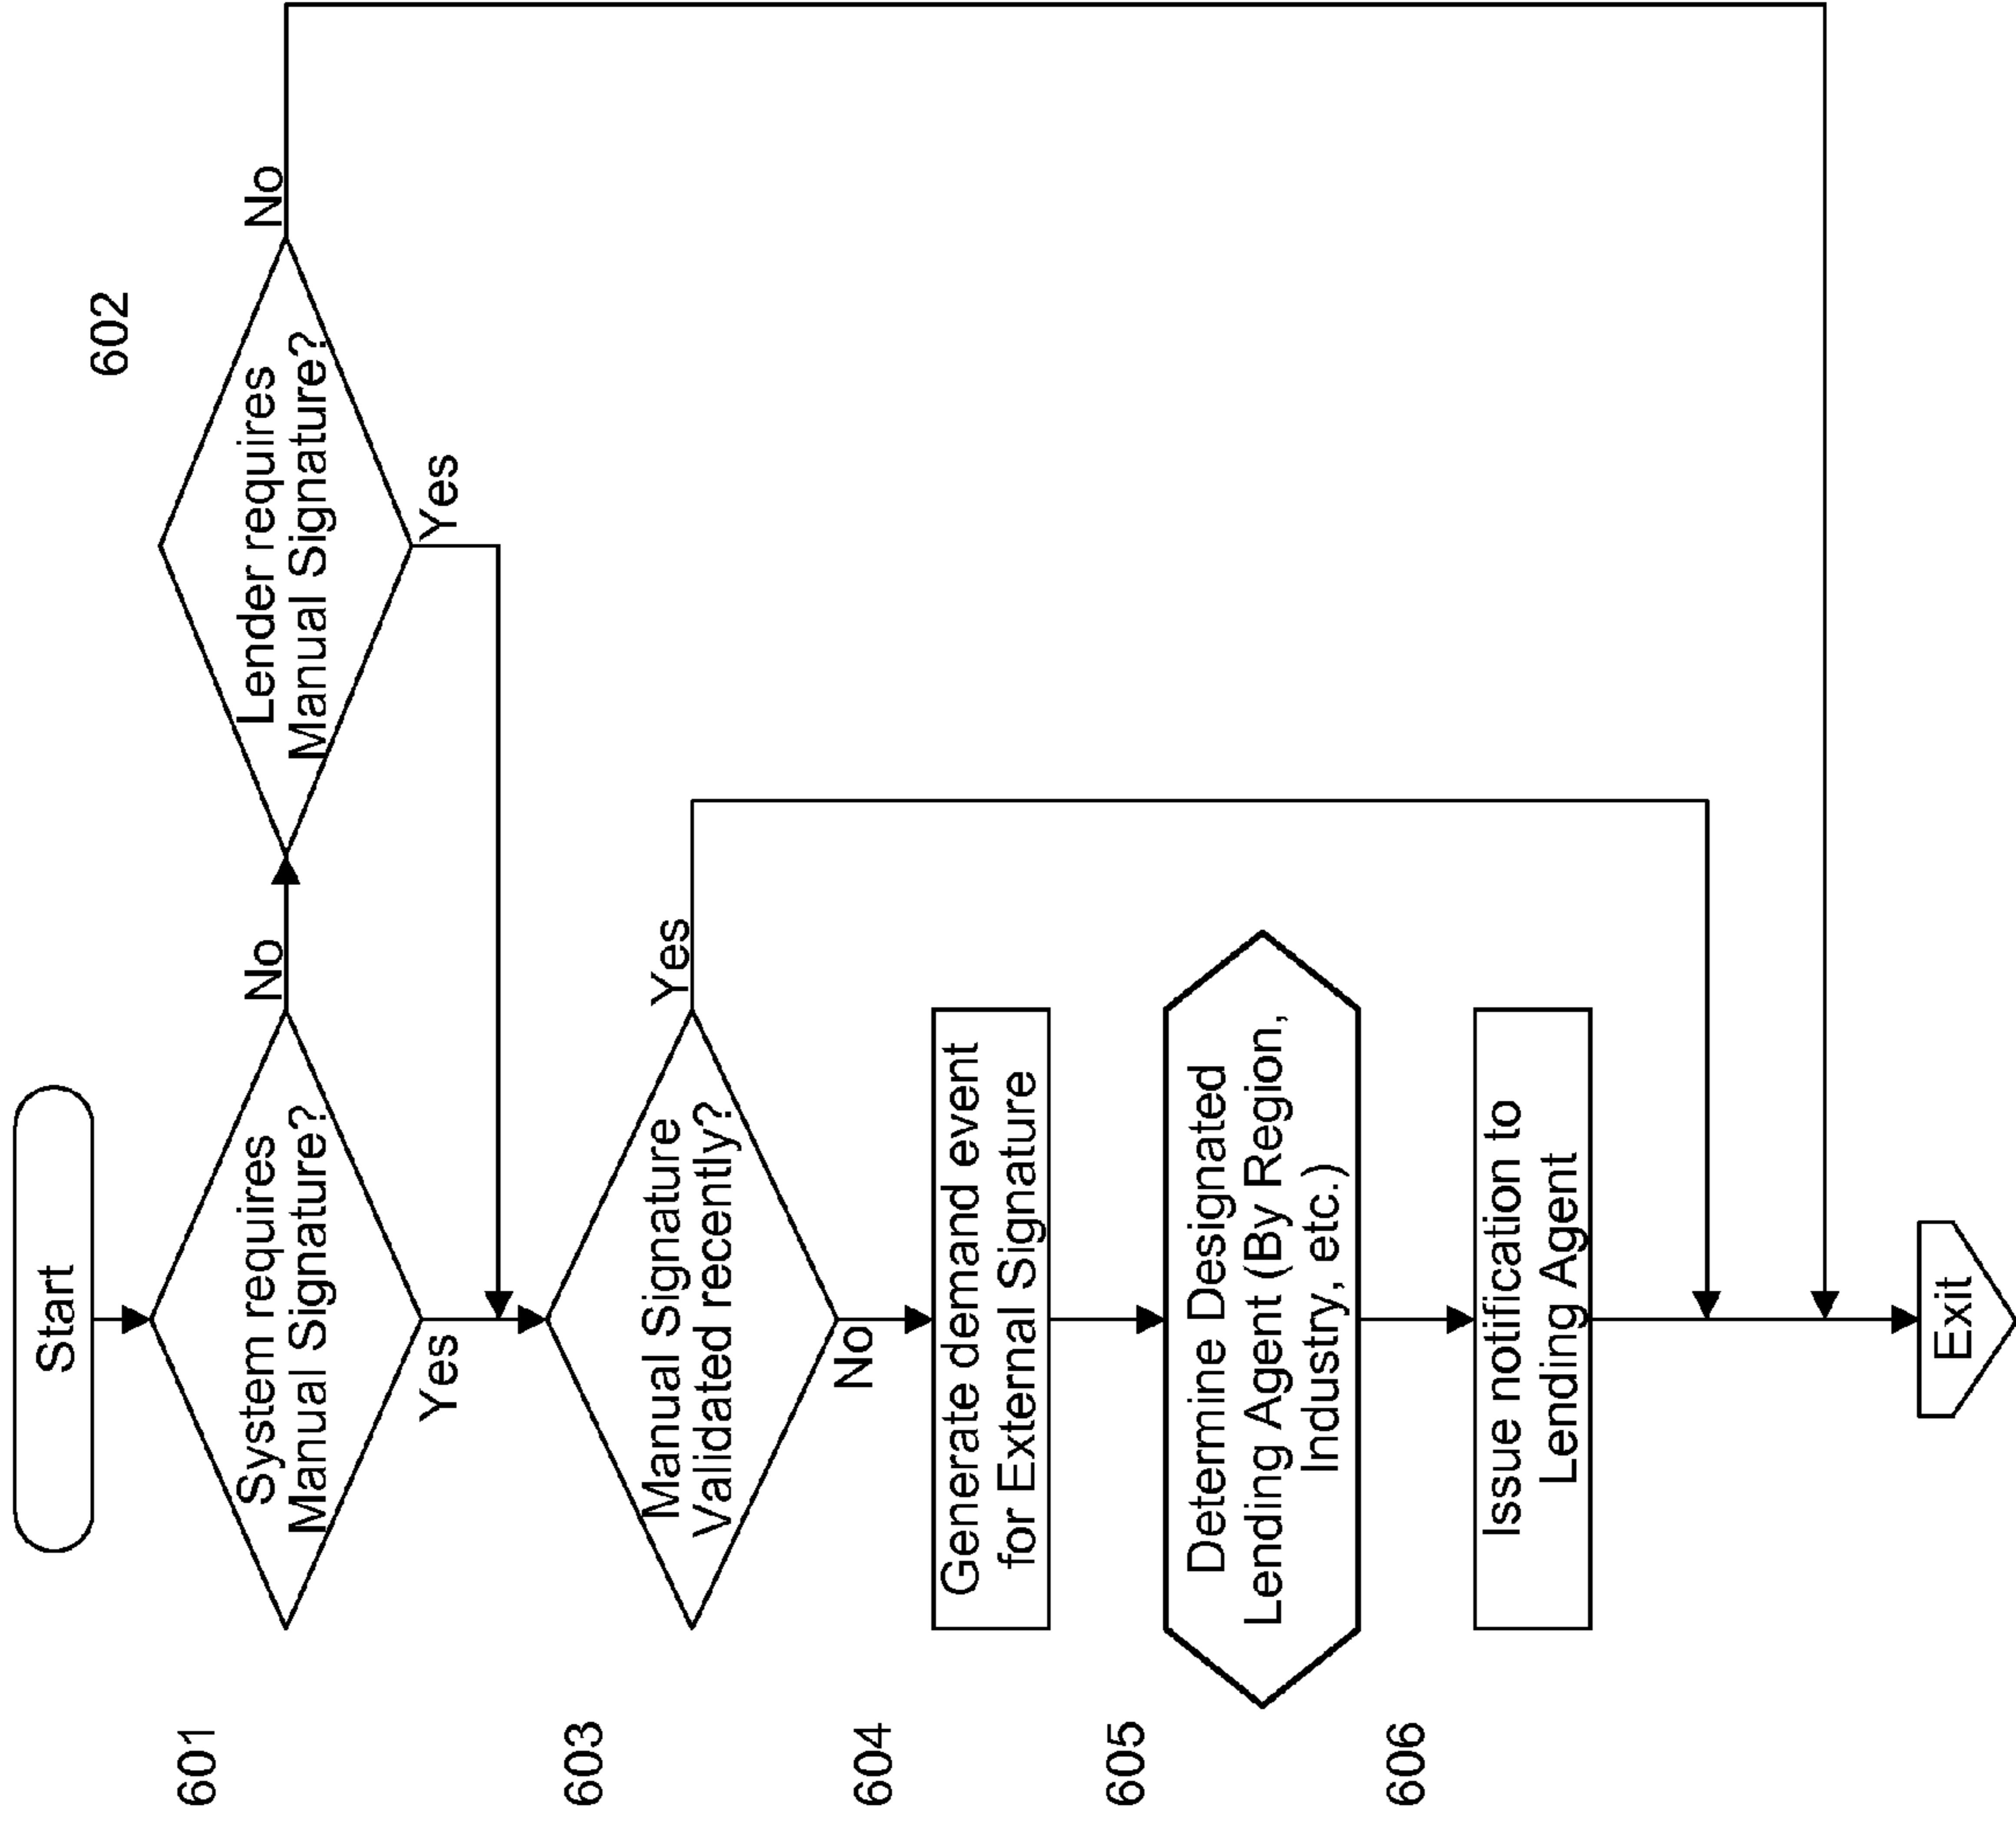 Start
601
System requires
Manual Signature?
No
Yes
602
Lender requires
Manual Signature?
No
Yes
603
Manual Signature
Validated recently?
Yes
No
604
Generate demand event
for External Signature
605
Determine Designated
Lending Agent (By Region,
Industry, etc.)
606
Issue notification to
Lending Agent
Exit